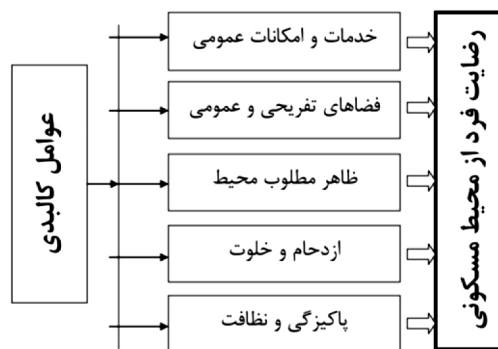 رضایت فرد از محیط مسکونی
خدمات و امکانات عمومی
فضاهای تفریحی و عمومی
ظاهر مطلوب محیط
ازدحام و خلوت
پاکیزگی و نظافت
عوامل کالبدی